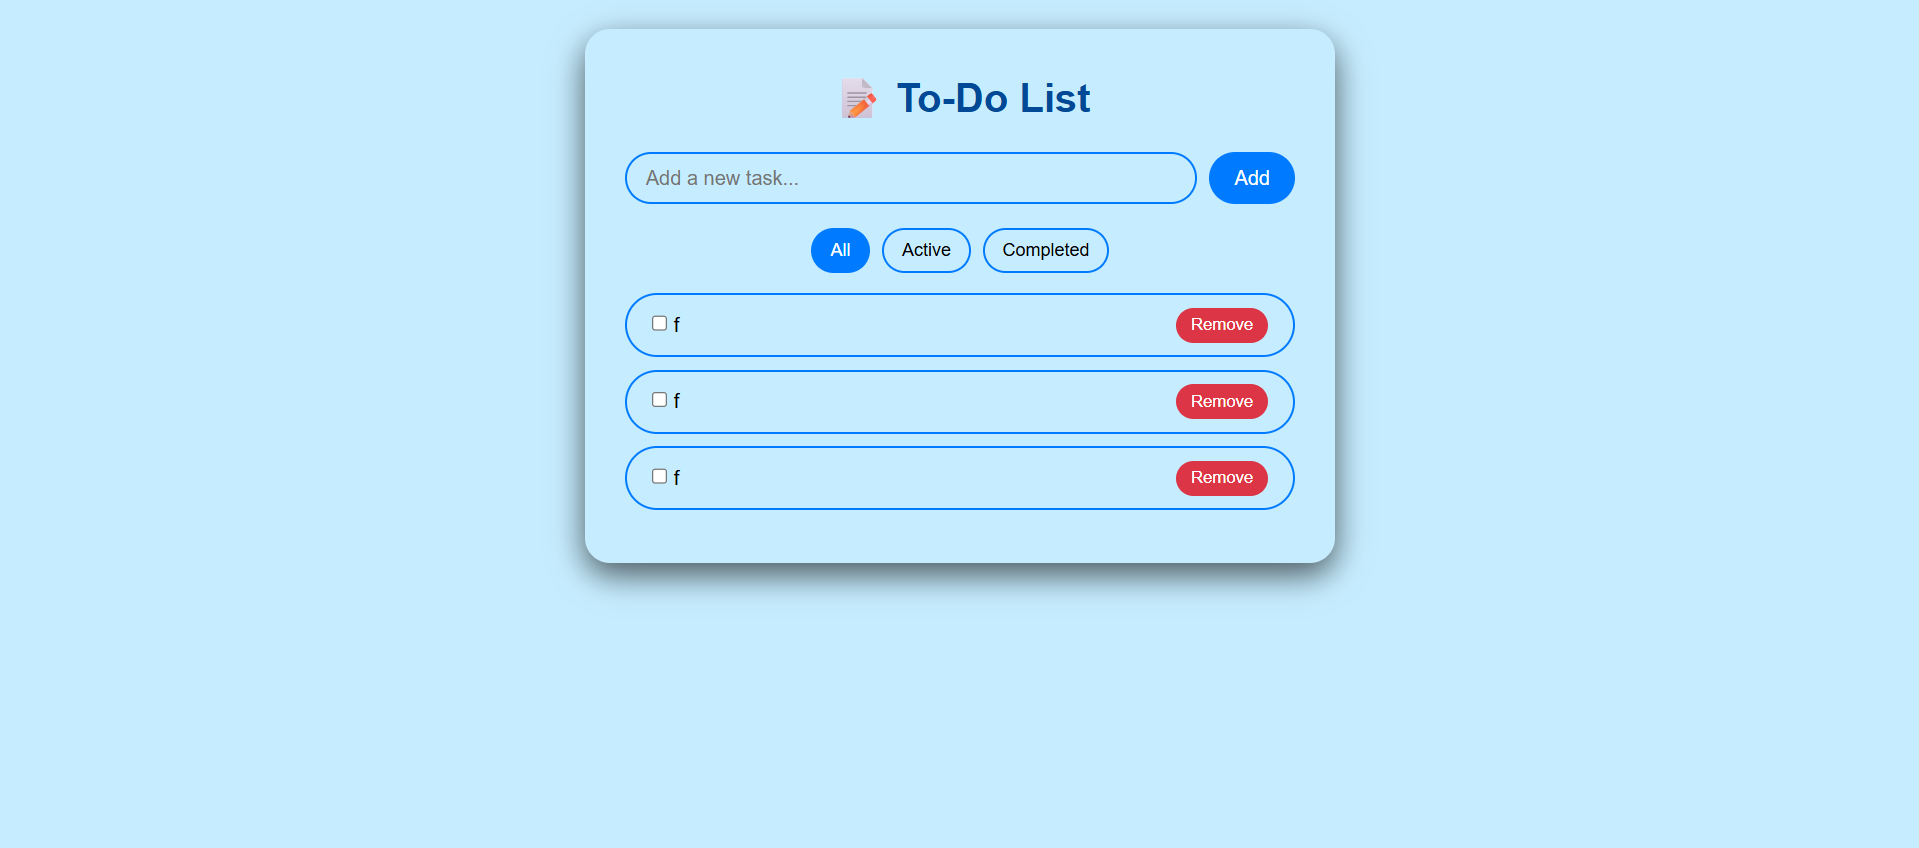 To-Do List
Add a new task... Add
All Active Completed
f Remove
f Remove
f Remove